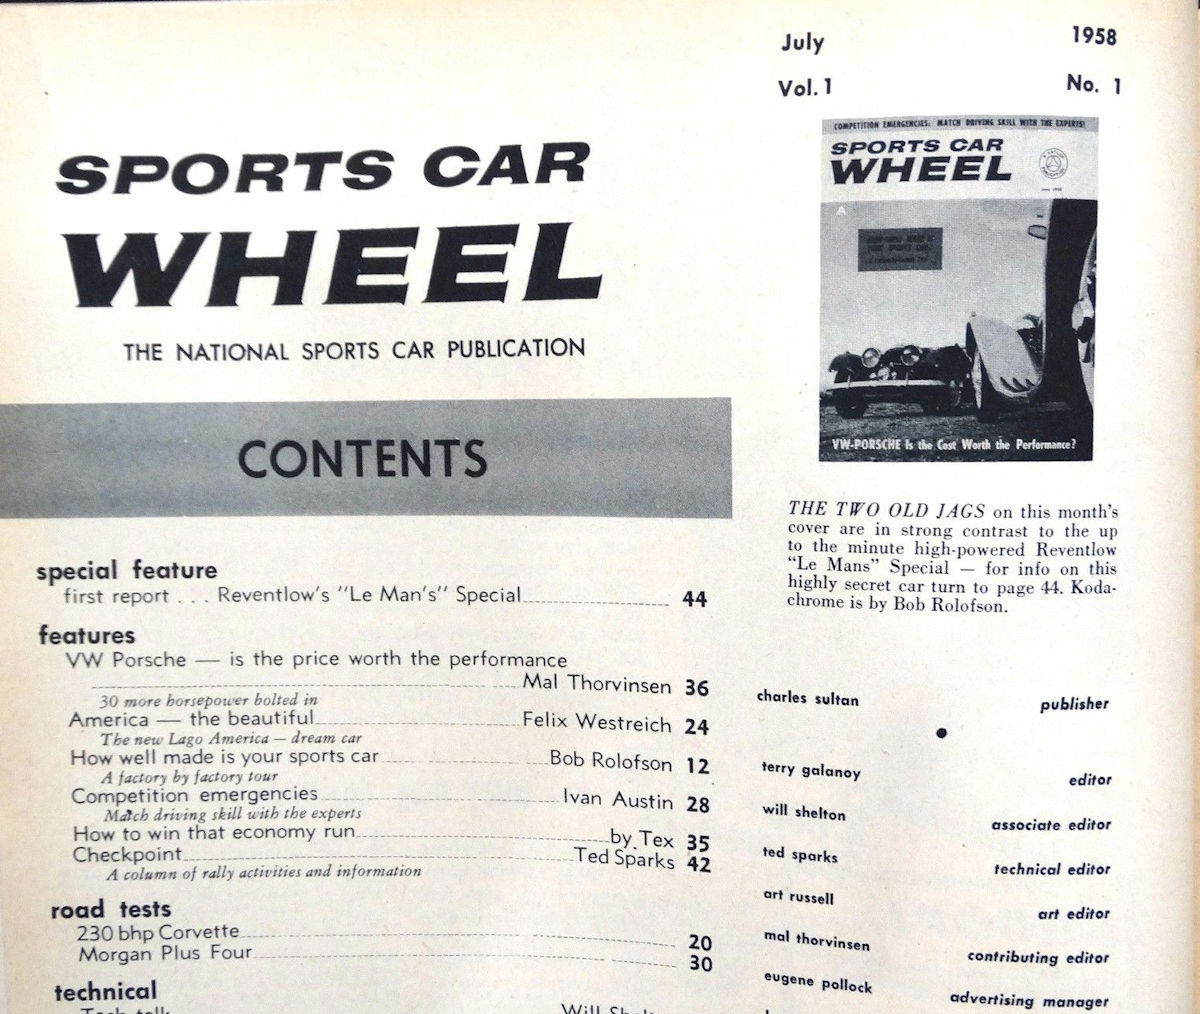 July 1958
Vol. 1 No. 1
COMPETITION EMERGENCIES: MATCH DRIVING SKILL WITH THE EXPERTS!
SPORTS CAR
WHEEL
VW-PORSCHE Is the Cost Worth the Performance?
SPORTS CAR
WHEEL
THE NATIONAL SPORTS CAR PUBLICATION
CONTENTS
special feature
first report . . . Reventlow's "Le Man's" Special 44
features
VW Porsche — is the price worth the performance
Mal Thorvinsen 36
30 more horsepower bolted in
America — the beautiful Felix Westreich 24
The new Lago America — dream car
How well made is your sports car Bob Rolofson 12
A factory by factory tour
Competition emergencies Ivan Austin 28
Match driving skill with the experts
How to win that economy run by Tex 35
Checkpoint Ted Sparks 42
A column of rally activities and information
road tests
230 bhp Corvette 20
Morgan Plus Four 30
technical
Tech talk Will
THE TWO OLD JAGS on this month's
cover are in strong contrast to the up
to the minute high-powered Reventlow
"Le Mans" Special — for info on this
highly secret car turn to page 44. Koda-
chrome is by Bob Rolofson.
charles sultan publisher
terry galanoy editor
will shelton associate editor
ted sparks technical editor
art russell art editor
mal thorvinsen contributing editor
eugene pollock advertising manager